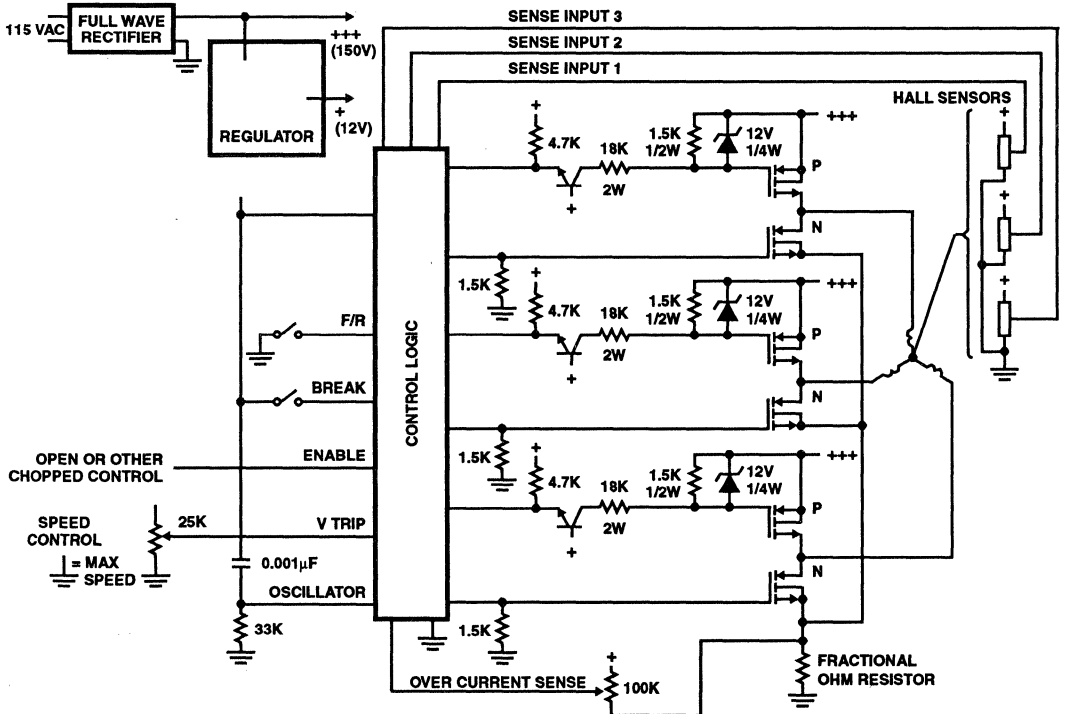 115 VAC
FULL WAVE
RECTIFIER
+++
(150V)
REGULATOR
+
(12V)
SENSE INPUT 3
SENSE INPUT 2
SENSE INPUT 1
HALL SENSORS
+
+
+
CONTROL LOGIC
+
4.7K
18K
2W
+
1.5K
1/2W
12V
1/4W
+++
P
N
1.5K
+
4.7K
18K
2W
+
1.5K
1/2W
12V
1/4W
+++
P
N
1.5K
+
4.7K
18K
2W
+
1.5K
1/2W
12V
1/4W
+++
P
N
1.5K
F/R
BREAK
ENABLE
OPEN OR OTHER
CHOPPED CONTROL
SPEED
CONTROL
25K
V TRIP
= MAX
SPEED
0.001μF
OSCILLATOR
33K
OVER CURRENT SENSE
+
100K
FRACTIONAL
OHM RESISTOR